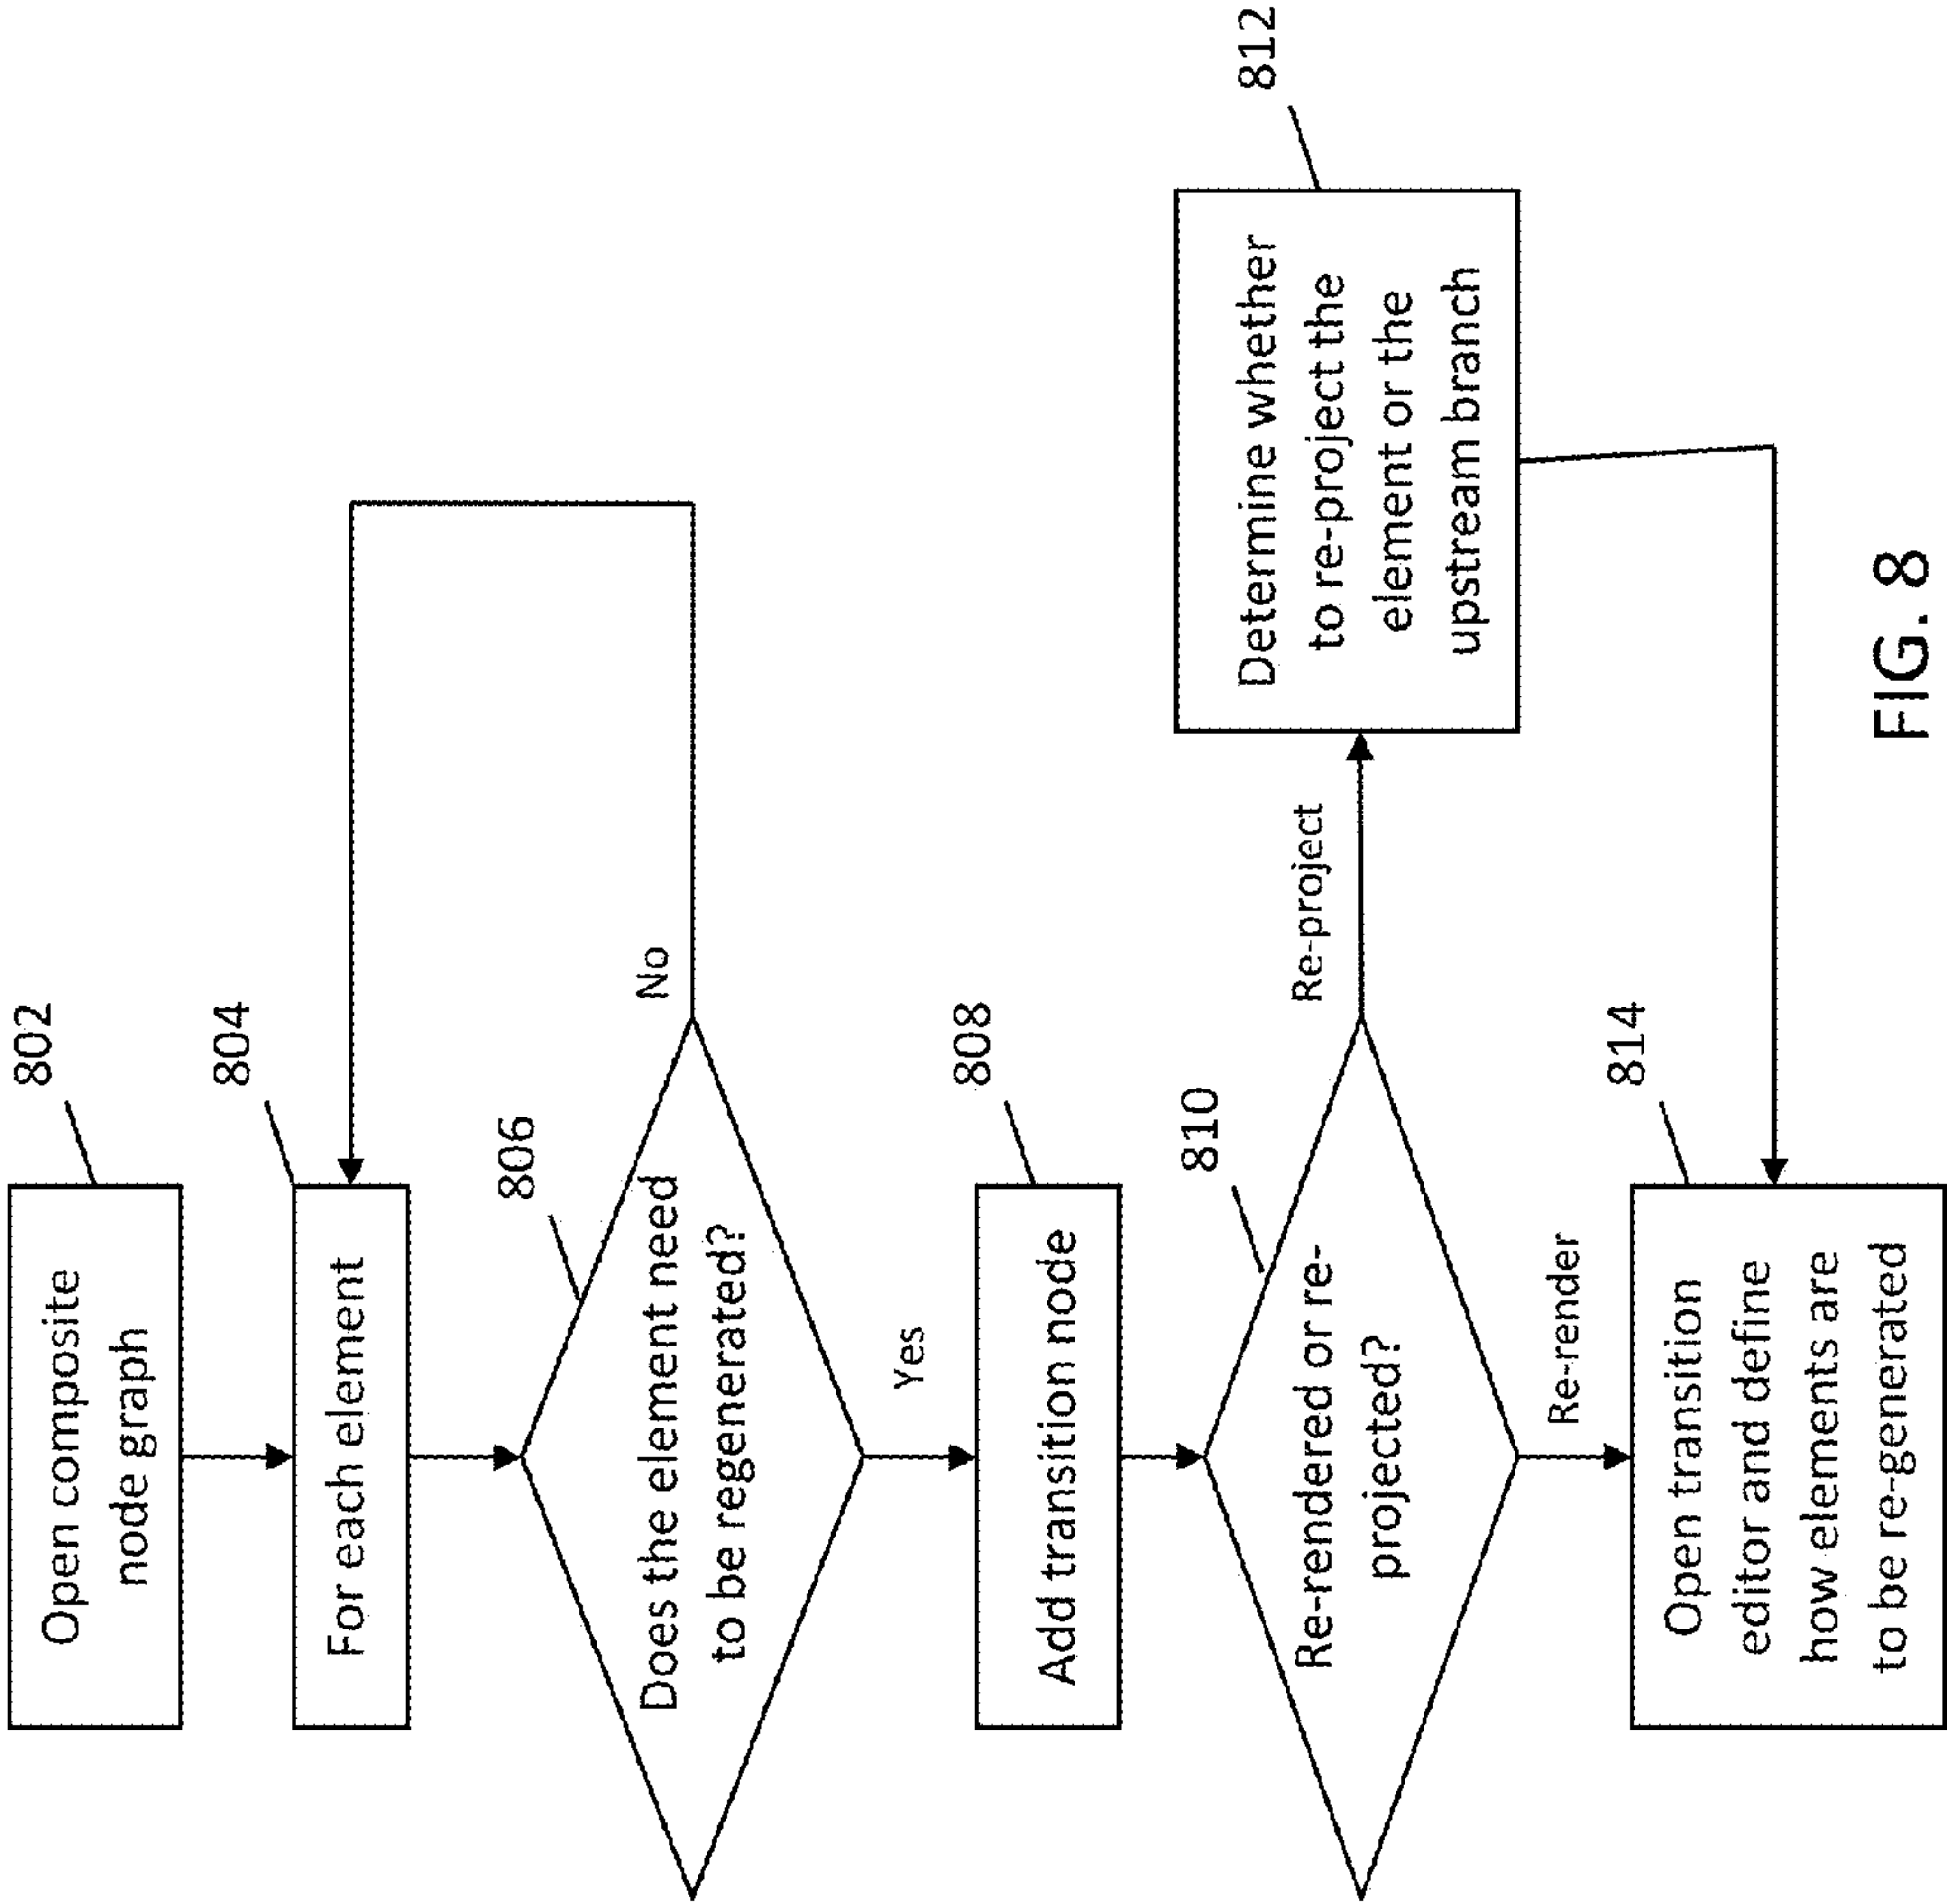 802
Open composite
node graph
804
For each element
806
Does the element need
to be regenerated?
No
Yes
808
Add transition node
810
Re-rendered or re-
projected?
Re-project
812
Determine whether
to re-project the
element or the
upstream branch
Re-render
814
Open transition
editor and define
how elements are
to be re-generated
FIG. 8